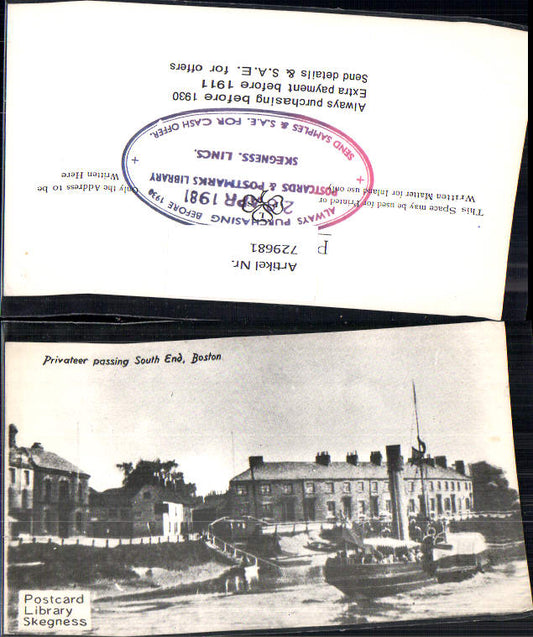 Artikel Nr.
729681
P
This Space may be used for Printed or
Written Matter for Inland use only
Only the Address to be
Written Here
ALWAYS PURCHASING BEFORE 1930
APR 1981
POSTCARDS & POSTMARKS LIBRARY
SKEGNESS. LINCS.
SEND SAMPLES & S.A.E. FOR CASH OFFER.
Always purchasing before 1930
Extra payment before 1911
Send details & S.A.E. for offers
Privateer passing South End, Boston
Postcard
Library
Skegness